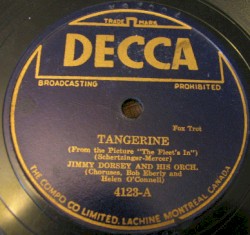 TRADE MARK
DECCA
BROADCASTING PROHIBITED
Fox Trot
TANGERINE
(From the Picture "The Fleet's In")
(Schertzinger-Mercer)
JIMMY DORSEY AND HIS ORCH.
(Choruses, Bob Eberly and
Helen O'Connell)
4123-A
THE COMPO CO LIMITED, LACHINE, MONTREAL, CANADA